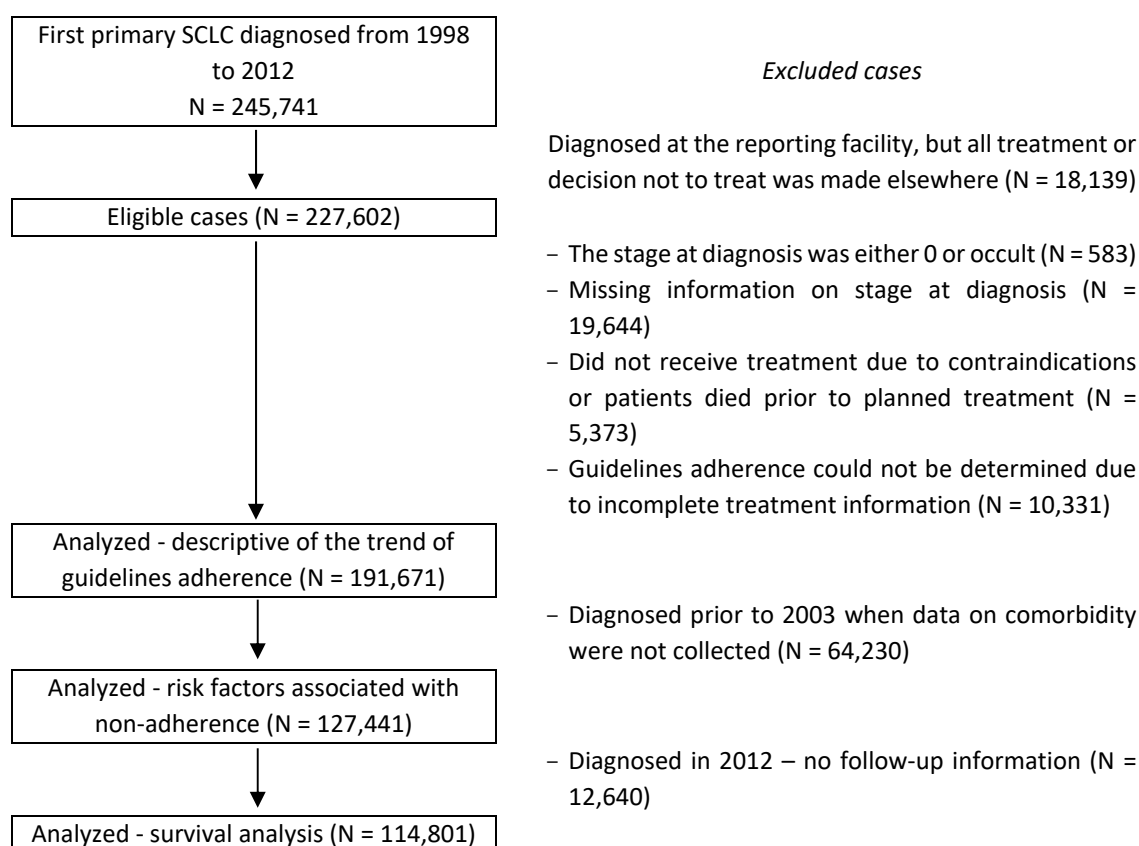 First primary SCLC diagnosed from 1998
to 2012
N = 245,741
Excluded cases
Diagnosed at the reporting facility, but all treatment or
decision not to treat was made elsewhere (N = 18,139)
Eligible cases (N = 227,602)
- The stage at diagnosis was either 0 or occult (N = 583)
- Missing information on stage at diagnosis (N =
19,644)
- Did not receive treatment due to contraindications
or patients died prior to planned treatment (N =
5,373)
- Guidelines adherence could not be determined due
to incomplete treatment information (N = 10,331)
Analyzed - descriptive of the trend of
guidelines adherence (N = 191,671)
- Diagnosed prior to 2003 when data on comorbidity
were not collected (N = 64,230)
Analyzed - risk factors associated with
non-adherence (N = 127,441)
- Diagnosed in 2012 – no follow-up information (N =
12,640)
Analyzed - survival analysis (N = 114,801)